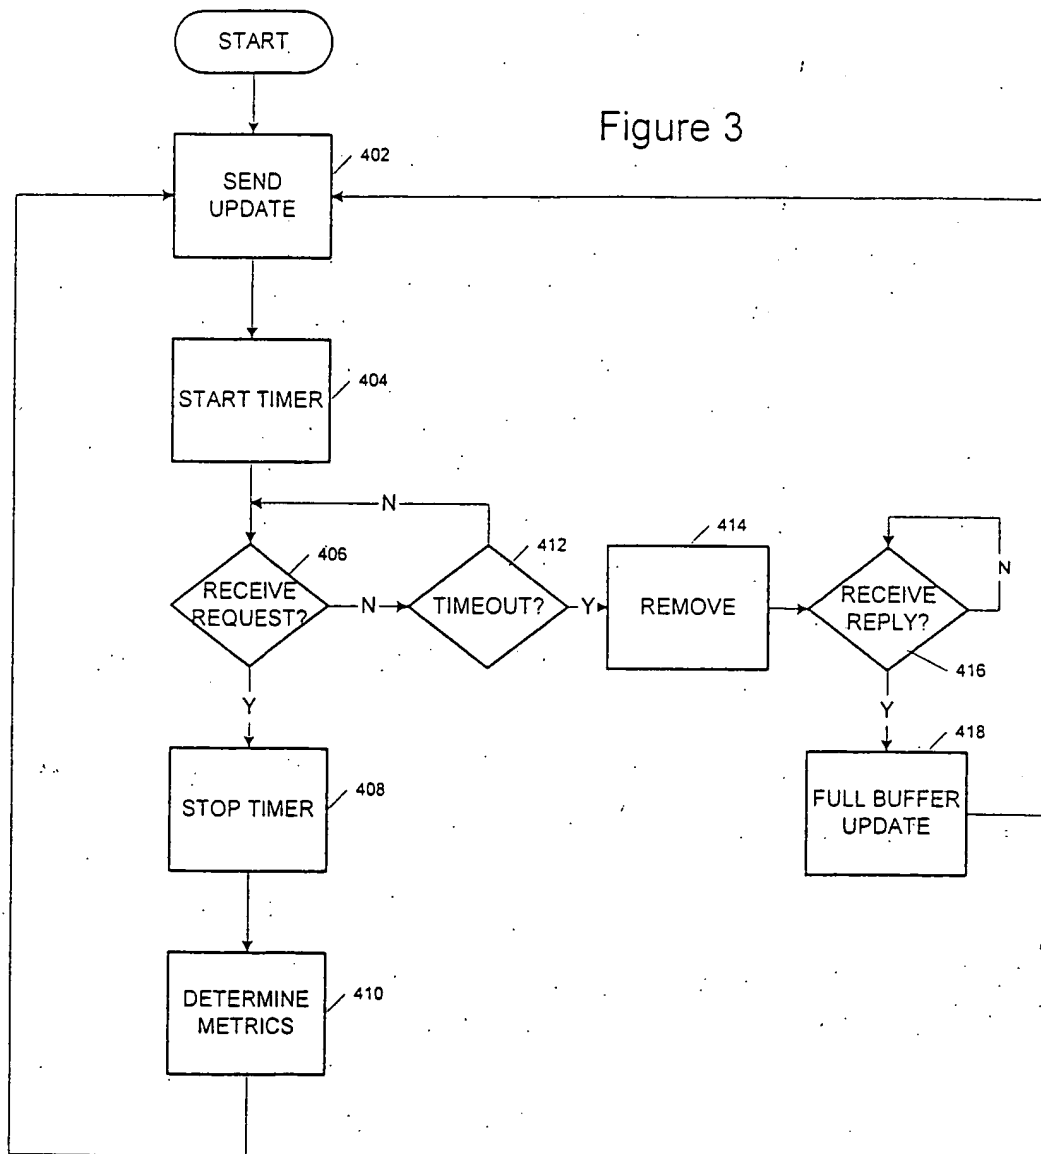 START
Figure 3
402
SEND
UPDATE
404
START TIMER
N
406
RECEIVE
REQUEST?
N
412
TIMEOUT?
Y
414
REMOVE
RECEIVE
REPLY?
N
416
Y
Y
408
STOP TIMER
418
FULL BUFFER
UPDATE
410
DETERMINE
METRICS